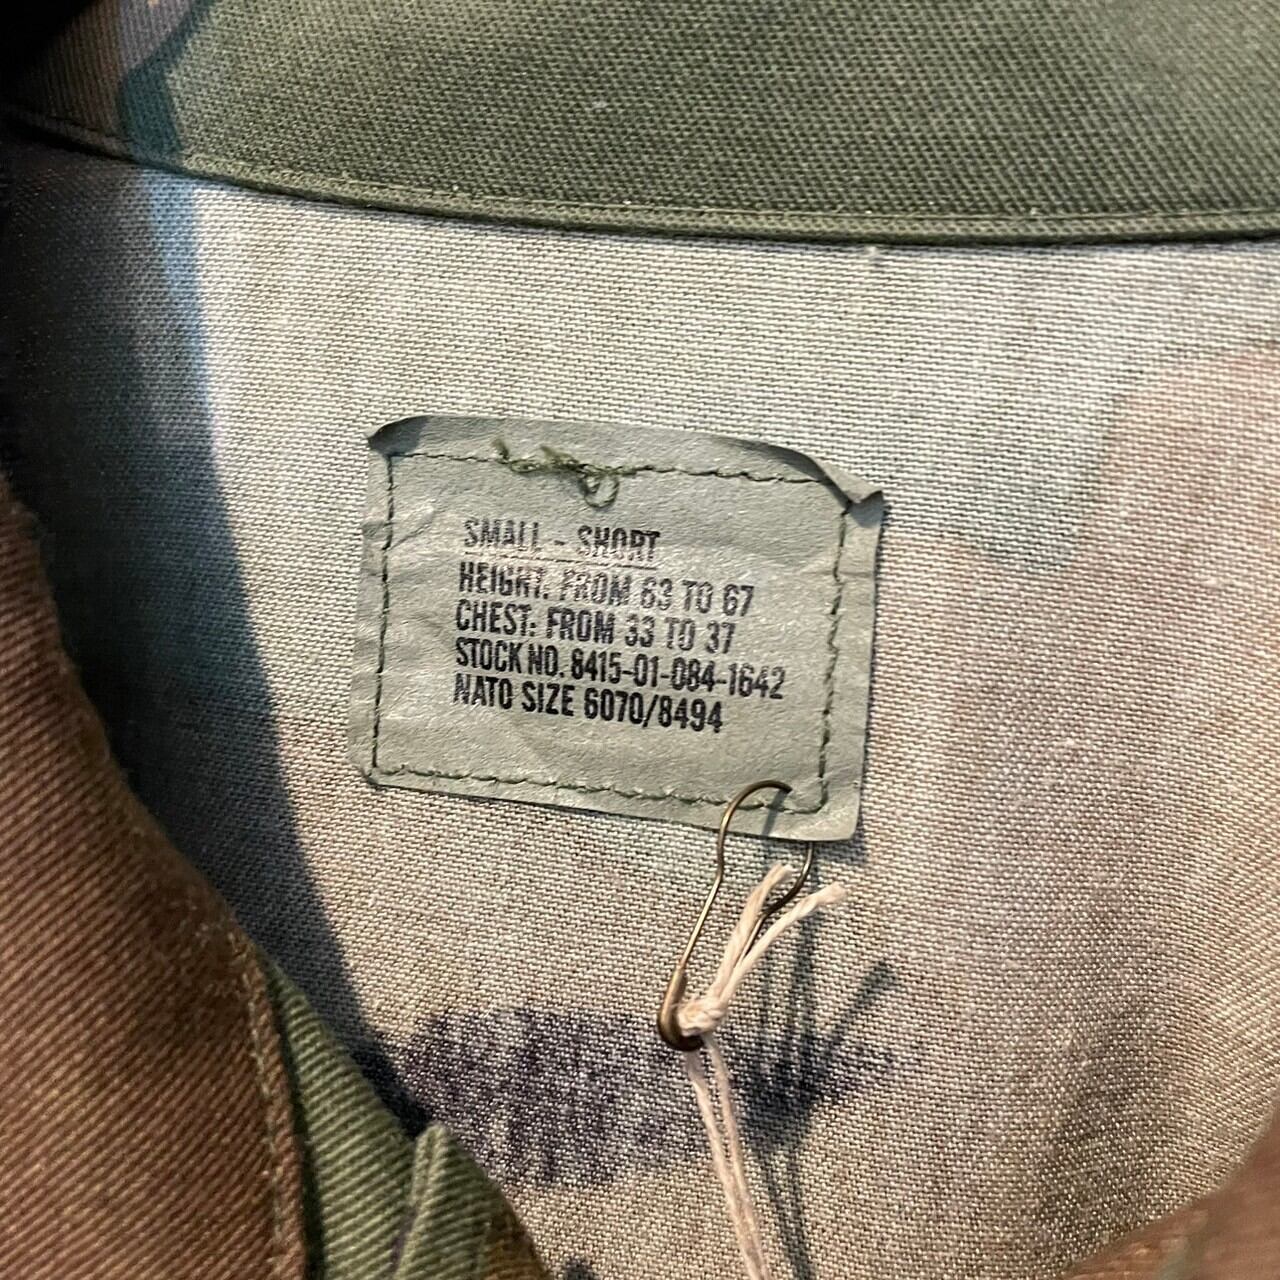 SMALL - SHORT
HEIGHT: FROM 63 TO 67
CHEST: FROM 33 TO 37
STOCK NO. 8415-01-084-1642
NATO SIZE 6070/8494